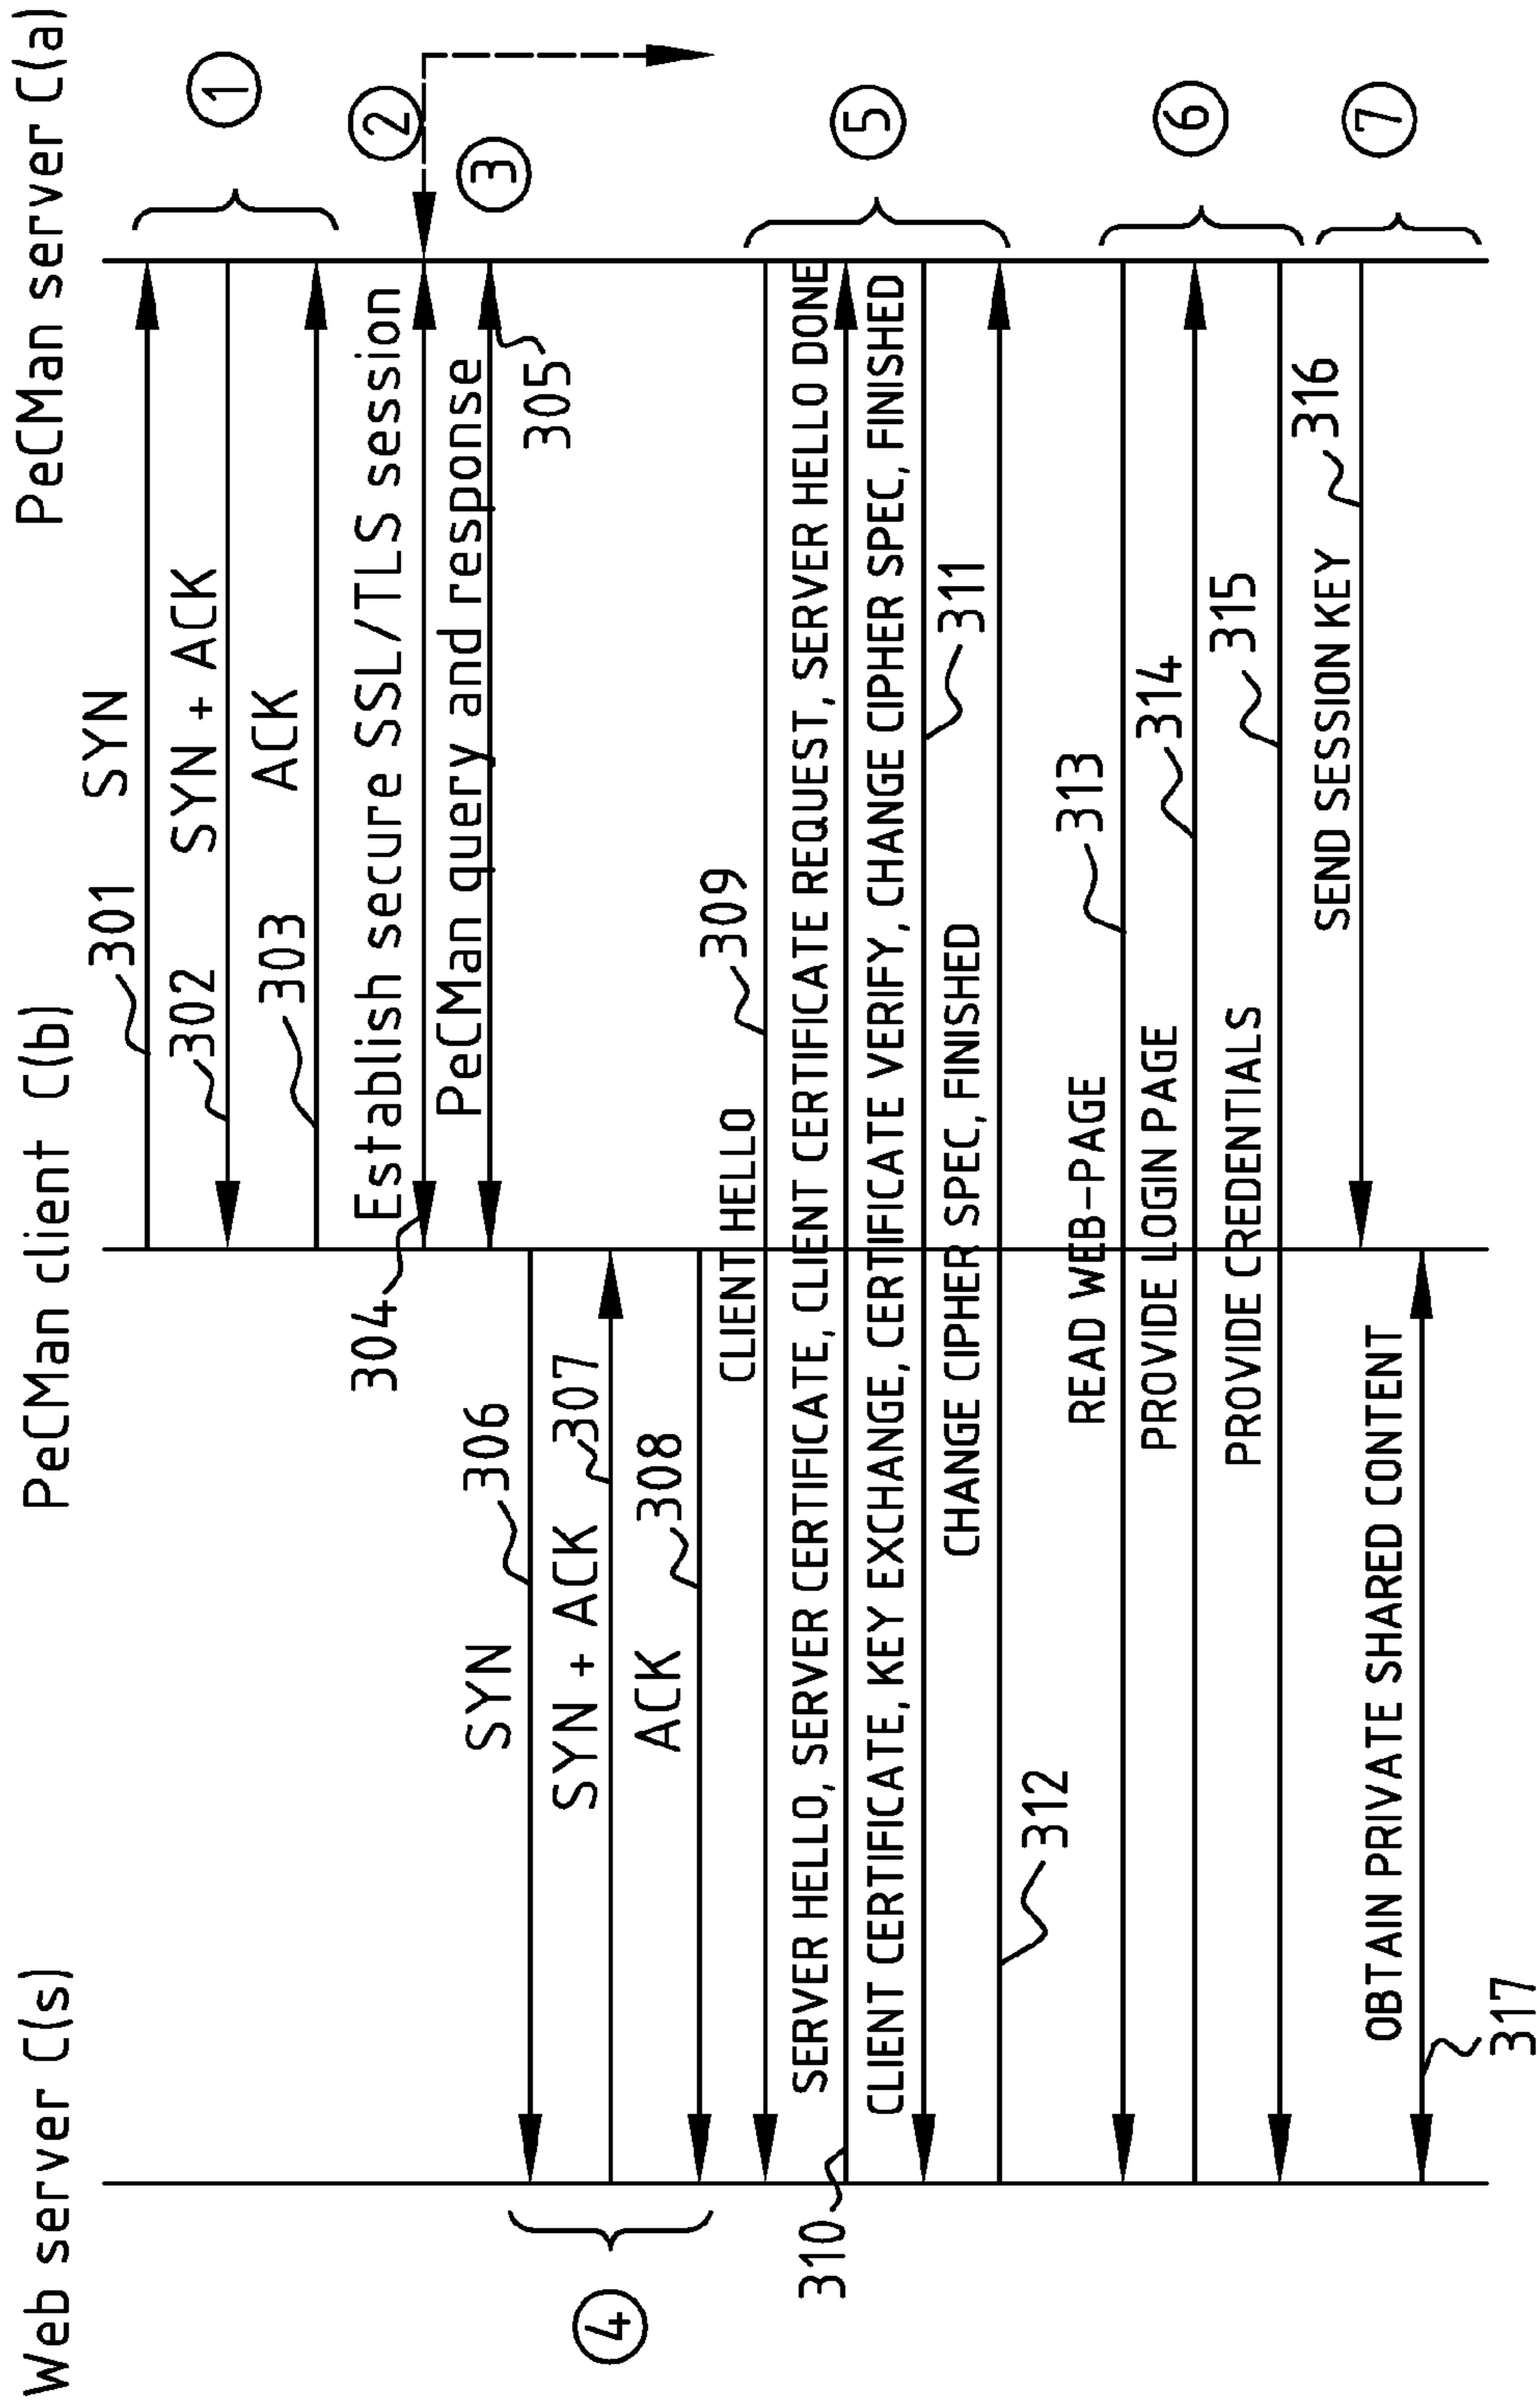 Web server C(s)
PeCMan client C(b)
PeCMan server C(a)
301
SYN
1
302
SYN + ACK
303
ACK
304
Establish secure SSL/TLS session
2
PeCMan query and response
3
305
SYN
306
4
SYN + ACK
307
ACK
308
CLIENT HELLO
309
310
SERVER HELLO, SERVER CERTIFICATE, CLIENT CERTIFICATE REQUEST, SERVER HELLO DONE
5
CLIENT CERTIFICATE, KEY EXCHANGE, CERTIFICATE VERIFY, CHANGE CIPHER SPEC, FINISHED
311
CHANGE CIPHER SPEC, FINISHED
312
READ WEB-PAGE
313
PROVIDE LOGIN PAGE
314
6
PROVIDE CREDENTIALS
315
SEND SESSION KEY
316
7
OBTAIN PRIVATE SHARED CONTENT
317